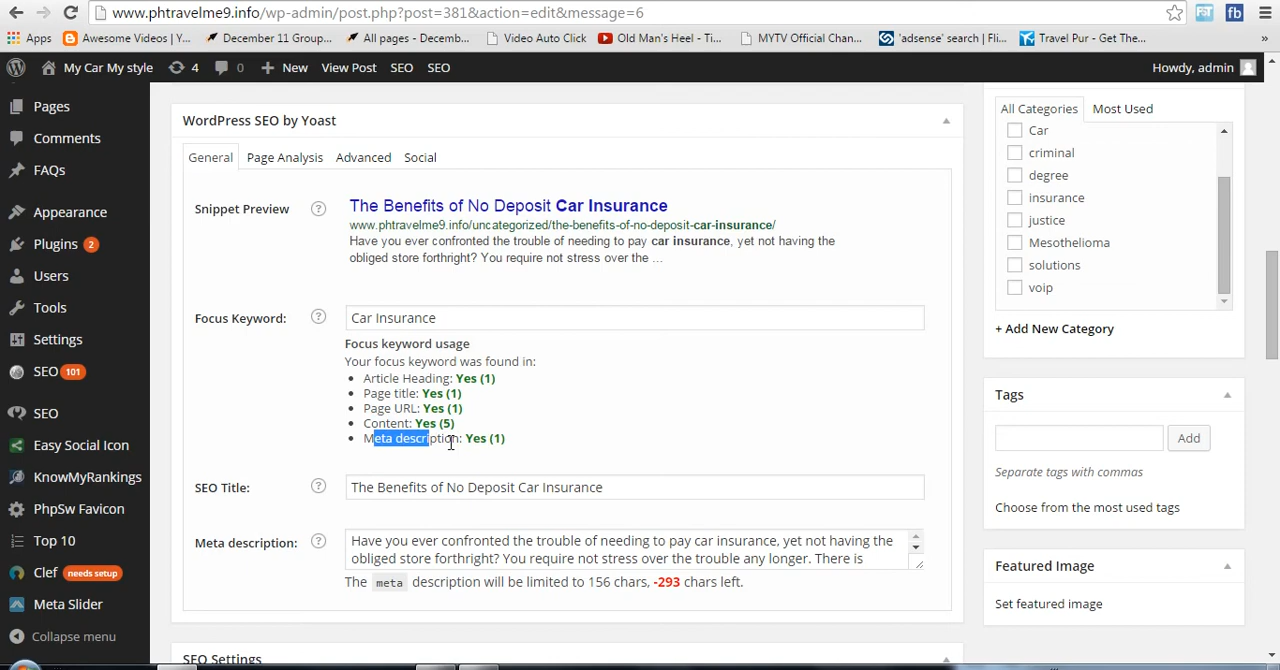 www.phtravelme9.info/wp-admin/post.php?post=381&action=edit&message=6
Apps Awesome Videos | Y... December 11 Group... All pages - Decemb... Video Auto Click Old Man's Heel - Ti... MYTV Official Chan... 'adsense' search | Fli... Travel Pur - Get The... »
My Car My style 4 0 New View Post SEO SEO Howdy, admin
Pages
Comments
FAQs
Appearance
Plugins 2
Users
Tools
Settings
SEO 101
SEO
Easy Social Icon
KnowMyRankings
PhpSw Favicon
Top 10
Clef needs setup
Meta Slider
Collapse menu
WordPress SEO by Yoast
General Page Analysis Advanced Social
Snippet Preview ? The Benefits of No Deposit Car Insurance
www.phtravelme9.info/uncategorized/the-benefits-of-no-deposit-car-insurance/
Have you ever confronted the trouble of needing to pay car insurance, yet not having the
obliged store forthright? You require not stress over the ...
Focus Keyword: ? Car Insurance
Focus keyword usage
Your focus keyword was found in:
• Article Heading: Yes (1)
• Page title: Yes (1)
• Page URL: Yes (1)
• Content: Yes (5)
• Meta description: Yes (1)
SEO Title: ? The Benefits of No Deposit Car Insurance
Meta description: ? Have you ever confronted the trouble of needing to pay car insurance, yet not having the
obliged store forthright? You require not stress over the trouble any longer. There is
The meta description will be limited to 156 chars, -293 chars left.
SEO Settings
All Categories Most Used
Car
criminal
degree
insurance
justice
Mesothelioma
solutions
voip
+ Add New Category
Tags
Add
Separate tags with commas
Choose from the most used tags
Featured Image
Set featured image